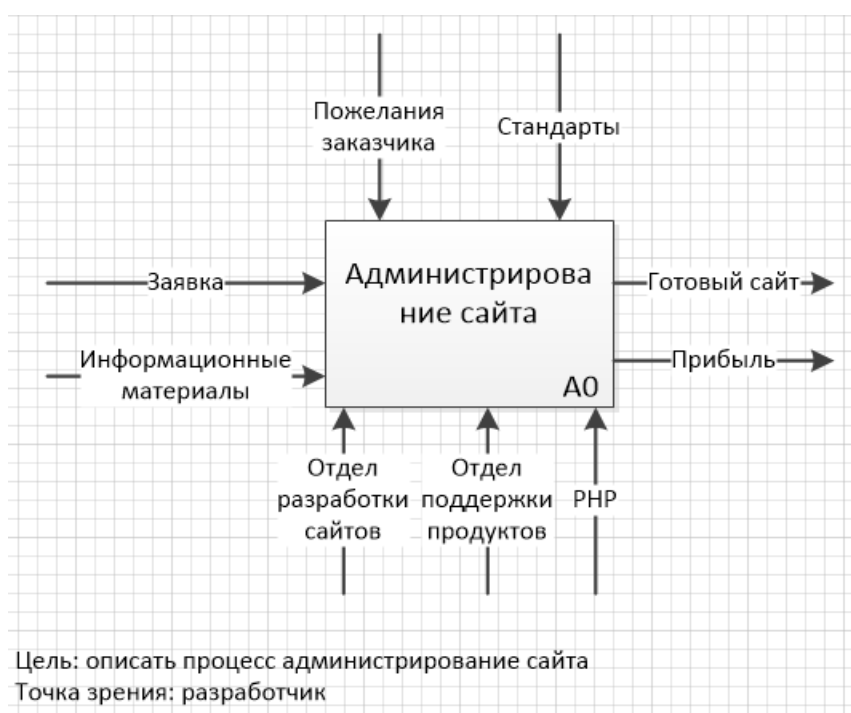 Пожелания
заказчика
Стандарты
Заявка
Информационные
материалы
Администрирова
ние сайта
A0
Готовый сайт
Прибыль
Отдел
разработки
сайтов
Отдел
поддержки
продуктов
PHP
Цель: описать процесс администрирование сайта
Точка зрения: разработчик